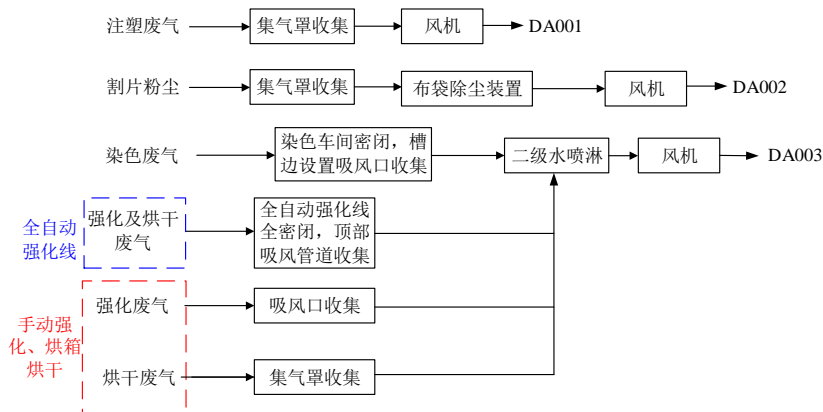 注塑废气
集气罩收集
风机
DA001
割片粉尘
集气罩收集
布袋除尘装置
风机
DA002
染色废气
染色车间密闭，槽
边设置吸风口收集
二级水喷淋
风机
DA003
全自动
强化线
强化及烘干
废气
全自动强化线
全密闭，顶部
吸风管道收集
手动强
化、烘箱
烘干
强化废气
吸风口收集
烘干废气
集气罩收集